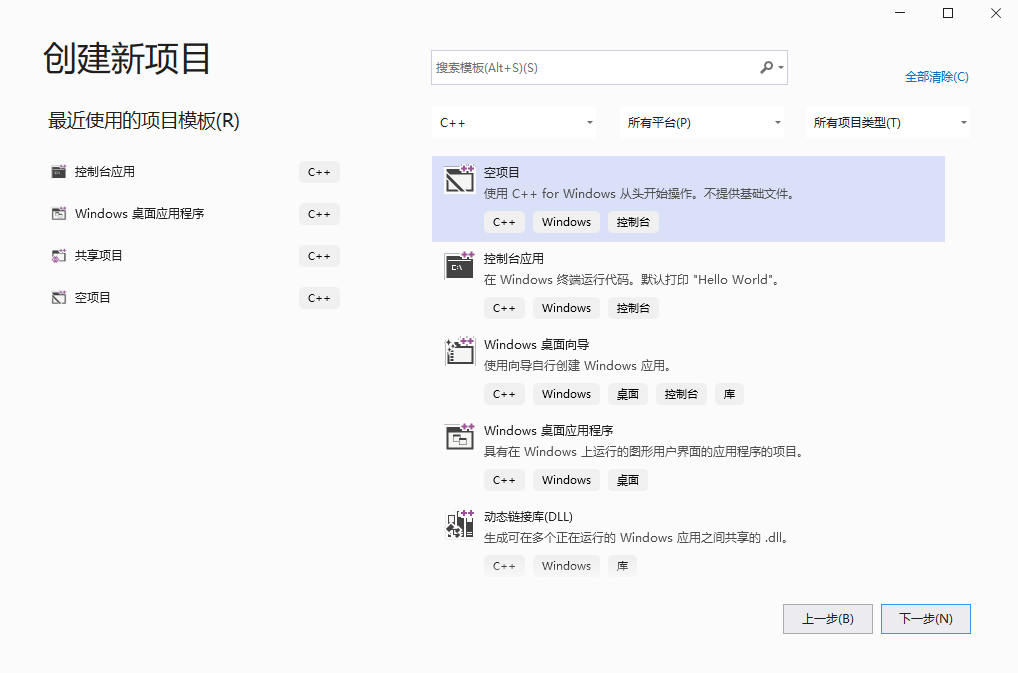 创建新项目
搜索模板(Alt+S)(S)
全部清除(C)
最近使用的项目模板(R)
C++
所有平台(P)
所有项目类型(T)
控制台应用 C++
Windows 桌面应用程序 C++
共享项目 C++
空项目 C++
空项目
使用 C++ for Windows 从头开始操作。不提供基础文件。
C++ Windows 控制台
控制台应用
在 Windows 终端运行代码。默认打印 "Hello World"。
C++ Windows 控制台
Windows 桌面向导
使用向导自行创建 Windows 应用。
C++ Windows 桌面 控制台 库
Windows 桌面应用程序
具有在 Windows 上运行的图形用户界面的应用程序的项目。
C++ Windows 桌面
动态链接库(DLL)
生成可在多个正在运行的 Windows 应用之间共享的 .dll。
C++ Windows 库
上一步(B)
下一步(N)